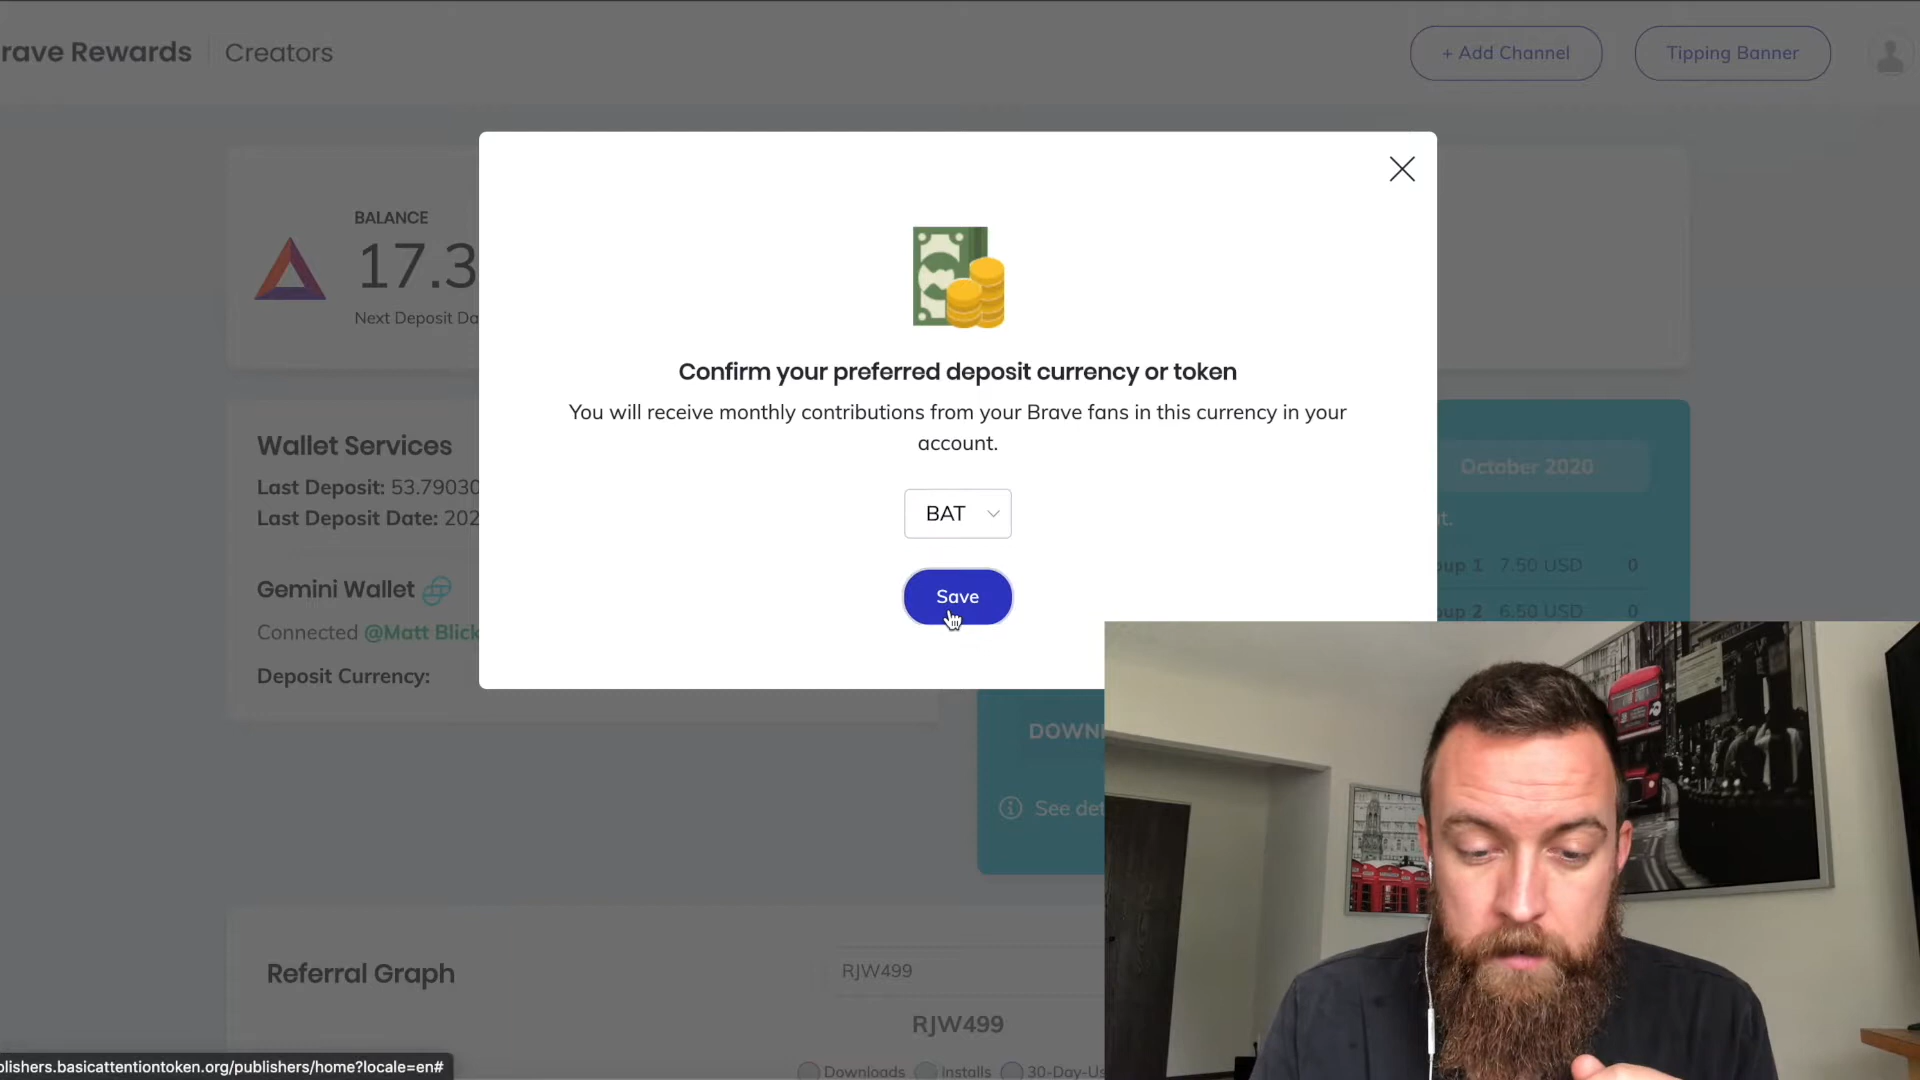 rave Rewards
Creators
+ Add Channel
Tipping Banner
BALANCE
17.3
Next Deposit Da
Confirm your preferred deposit currency or token
You will receive monthly contributions from your Brave fans in this currency in your
account.
BAT
Save
Wallet Services
Last Deposit: 53.79030
Last Deposit Date: 202
Gemini Wallet
Connected @Matt Blick
Deposit Currency:
October 2020
t.
oup 1 7.50 USD 0
oup 2 6.50 USD 0
DOWN
See det
Referral Graph
RJW499
RJW499
Downloads
Installs
30-Day-Us
blishers.basicattentiontoken.org/publishers/home?locale=en#